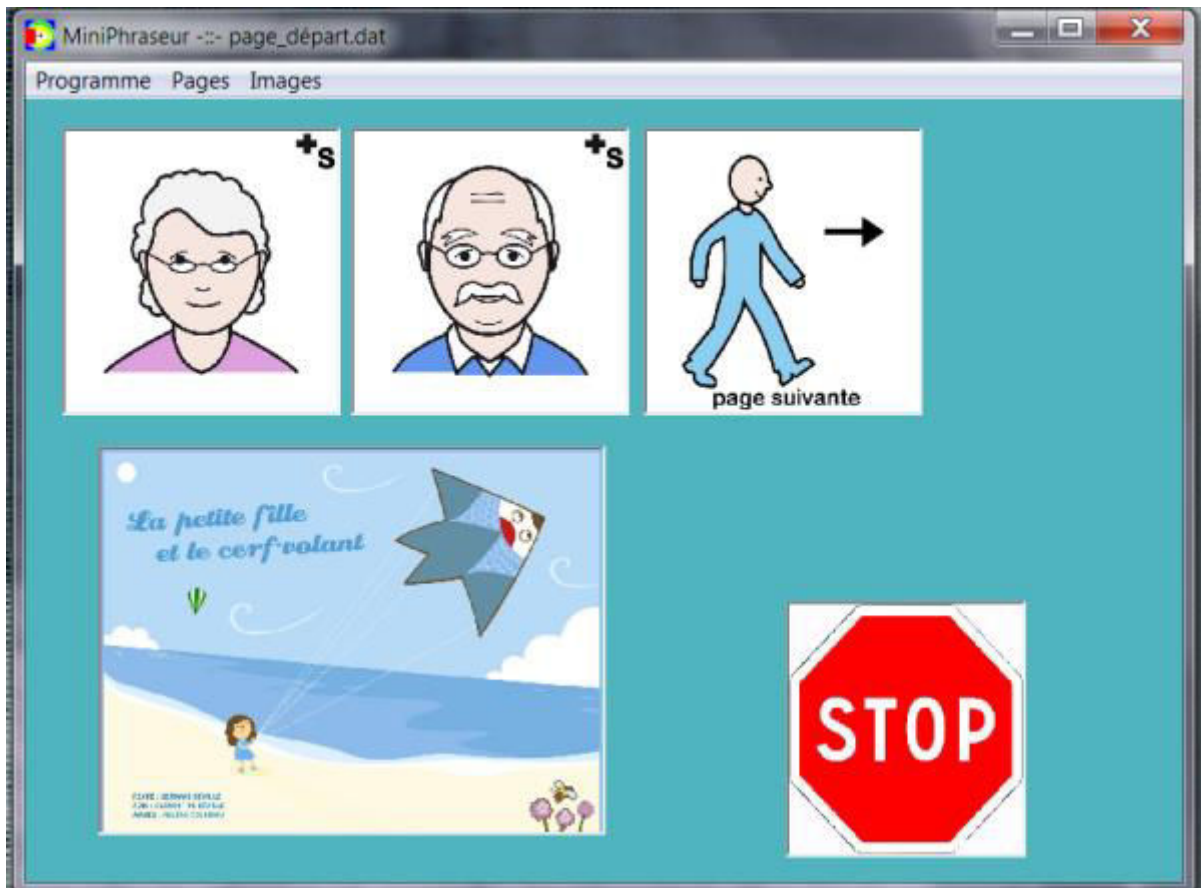 MiniPhraseur -::- page_départ.dat
Programme Pages Images
+s
+s
page suivante
La petite fille
et le cerf-volant
STOP